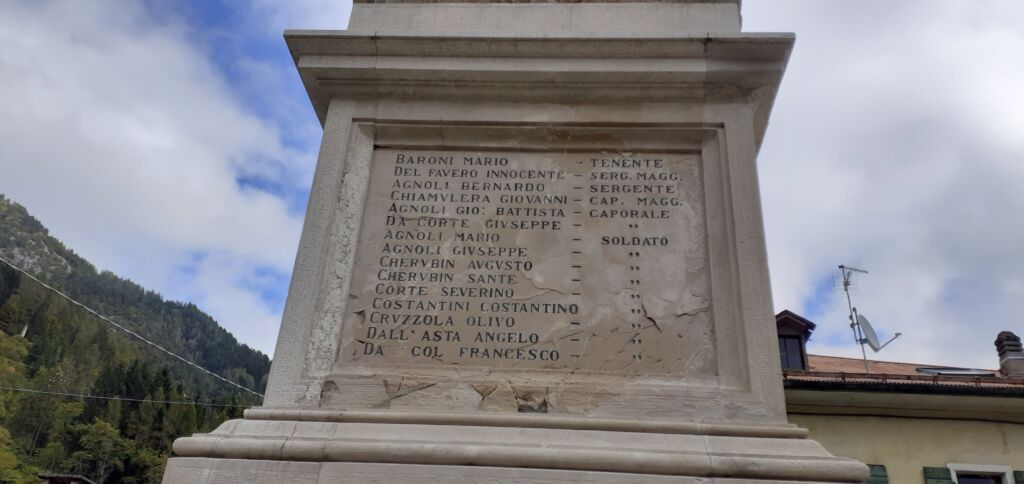 BARONI MARIO – TENENTE
DEL FAVERO INNOCENTE – SERG. MAGG.
AGNOLI BERNARDO – SERGENTE
CHIAMVLERA GIOVANNI – CAP. MAGG.
AGNOLI GIO: BATTISTA – CAPORALE
DA CORTE GIVSEPPE – ,,
AGNOLI MARIO – SOLDATO
AGNOLI GIVSEPPE – ,,
CHERVBIN AVGVSTO – ,,
CHERVBIN SANTE – ,,
CORTE SEVERINO – ,,
COSTANTINI COSTANTINO ,,
CRVZZOLA OLIVO – ,,
DALL'ASTA ANGELO – ,,
DA COL FRANCESCO – ,,